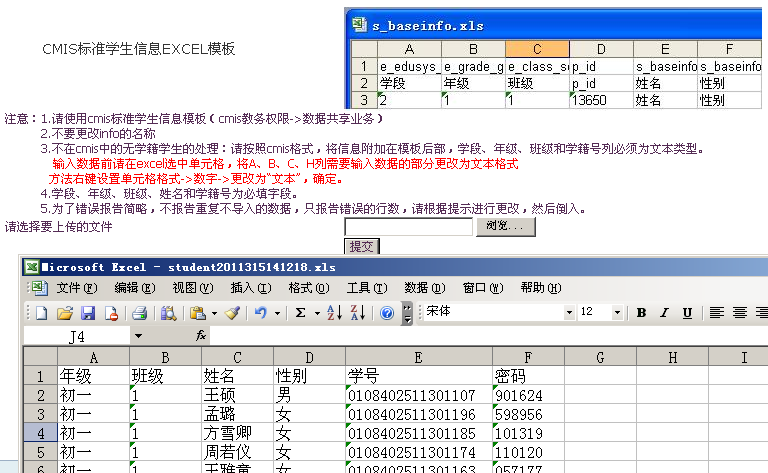 s_baseinfo.xls
CMIS标准学生信息EXCEL模板
A B C D E F
1 e_edusys_ e_grade_g e_class_s p_id s_baseinfo s_baseinfo
2 学段 年级 班级 p_id 姓名 性别
3 2 1 1 13650 姓名 性别
注意：1.请使用cmis标准学生信息模板（cmis教务权限->数据共享业务）
2.不要更改info的名称
3.不在cmis中的无学籍学生的处理：请按照cmis格式，将信息附加在模板后部，学段、年级、班级和学籍号列必须为文本类型。
输入数据前请在excel选中单元格，将A、B、C、H列需要输入数据的部分更改为文本格式
方法右键设置单元格格式->数字->更改为“文本”，确定。
4.学段、年级、班级、姓名和学籍号为必填字段。
5.为了错误报告简略，不报告重复不导入的数据，只报告错误的行数，请根据提示进行更改，然后倒入。
请选择要上传的文件 浏览...
提交
Microsoft Excel - student2011315141218.xls
文件(F) 编辑(E) 视图(V) 插入(I) 格式(O) 工具(T) 数据(D) 窗口(W) 帮助(H)
宋体 12 B I U
J4 fx
A B C D E F G H I
1 年级 班级 姓名 性别 学号 密码
2 初一 1 王硕 男 0108402511301107 901624
3 初一 1 孟璐 女 0108402511301196 598956
4 初一 1 方雪卿 女 0108402511301185 101319
5 初一 1 周若仪 女 0108402511301174 110120
6 初一 1 女 0108402511301163 057177